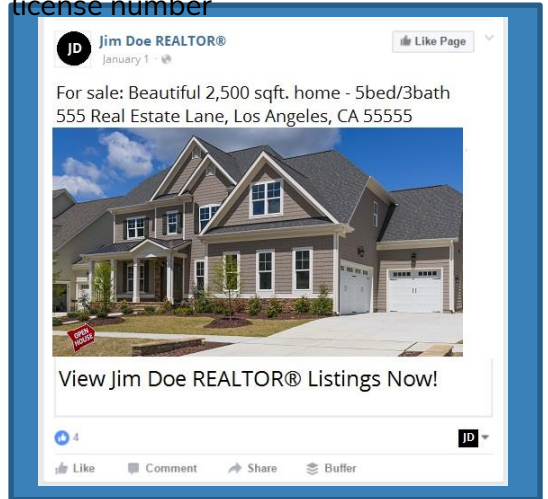 license number
JD
Jim Doe REALTOR®
January 1 ·
Like Page
For sale: Beautiful 2,500 sqft. home - 5bed/3bath
555 Real Estate Lane, Los Angeles, CA 55555
OPEN HOUSE
View Jim Doe REALTOR® Listings Now!
4
JD
Like Comment Share Buffer